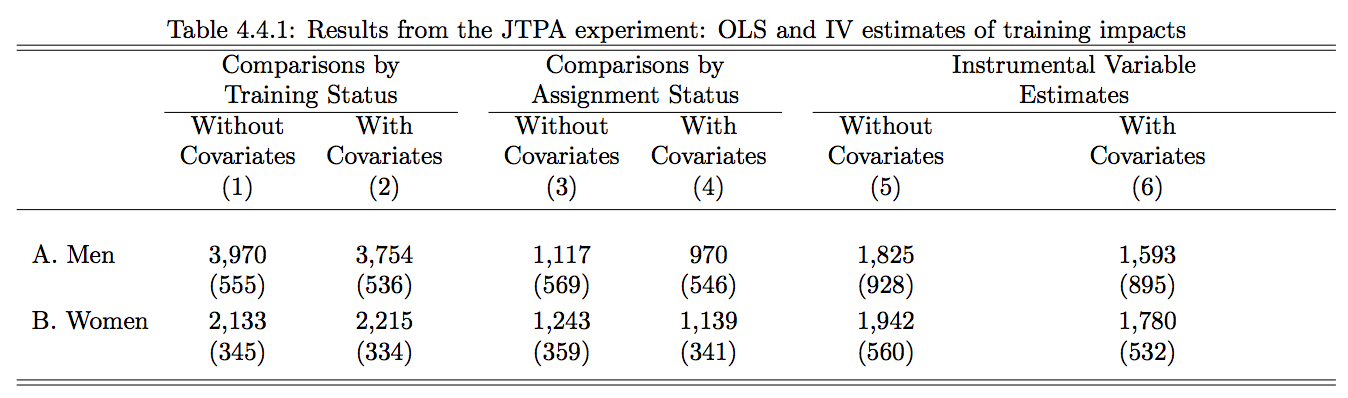 Table 4.4.1: Results from the JTPA experiment: OLS and IV estimates of training impacts
Comparisons by Comparisons by Instrumental Variable
Training Status Assignment Status Estimates
Without With Without With Without With
Covariates Covariates Covariates Covariates Covariates Covariates
(1) (2) (3) (4) (5) (6)
A. Men 3,970 3,754 1,117 970 1,825 1,593
(555) (536) (569) (546) (928) (895)
B. Women 2,133 2,215 1,243 1,139 1,942 1,780
(345) (334) (359) (341) (560) (532)